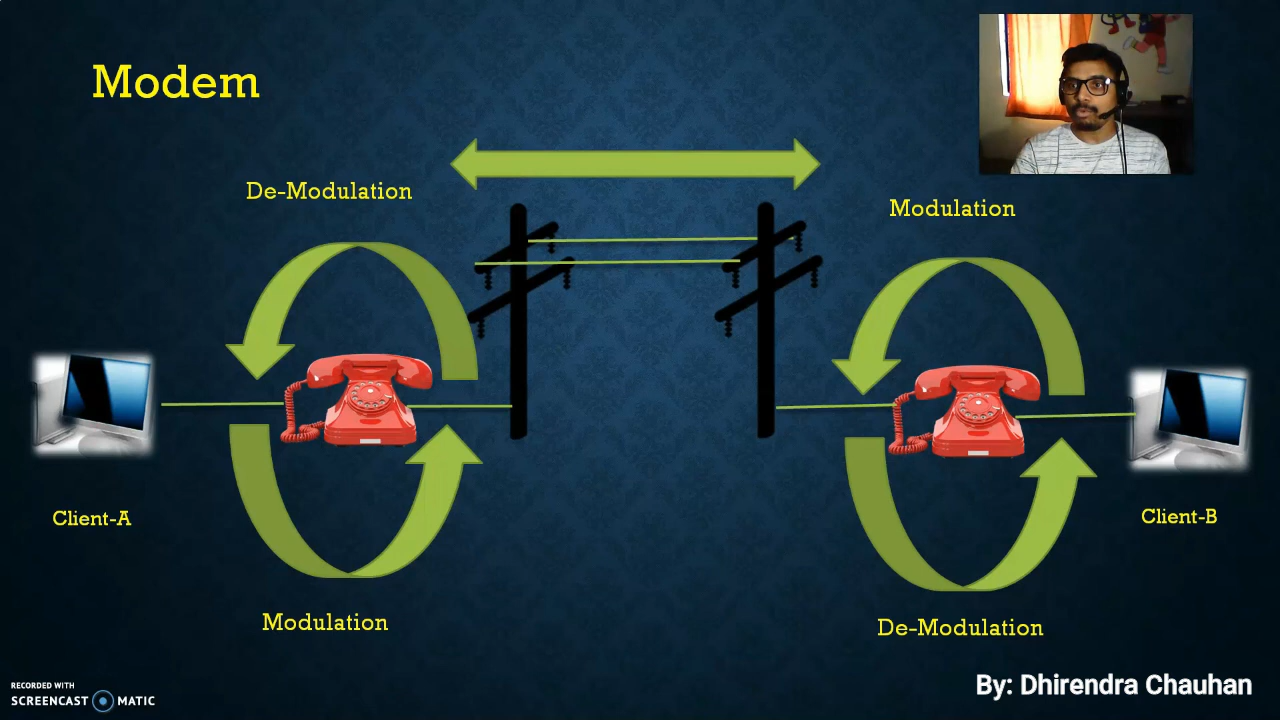 Modem
De-Modulation
Modulation
Client-A
Client-B
Modulation
De-Modulation
RECORDED WITH
SCREENCAST MATIC
By: Dhirendra Chauhan